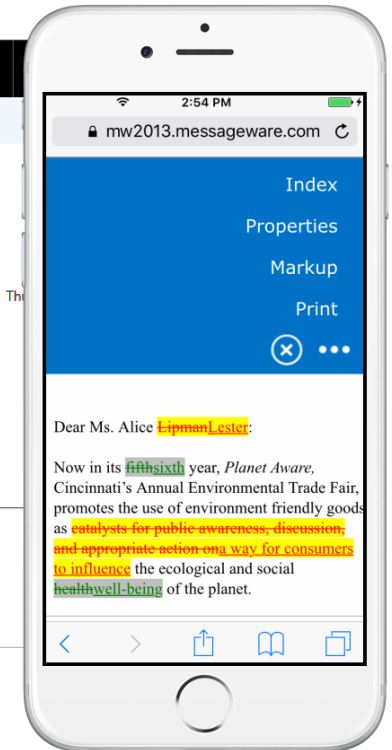 2:54 PM
mw2013.messageware.com
Index
Properties
Markup
Print
Thu
Dear Ms. Alice LipmanLester:
Now in its fifthsixth year, Planet Aware,
Cincinnati's Annual Environmental Trade Fair,
promotes the use of environment friendly goods
as catalysts for public awareness, discussion,
and appropriate action ona way for consumers
to influence the ecological and social
healthwell-being of the planet.